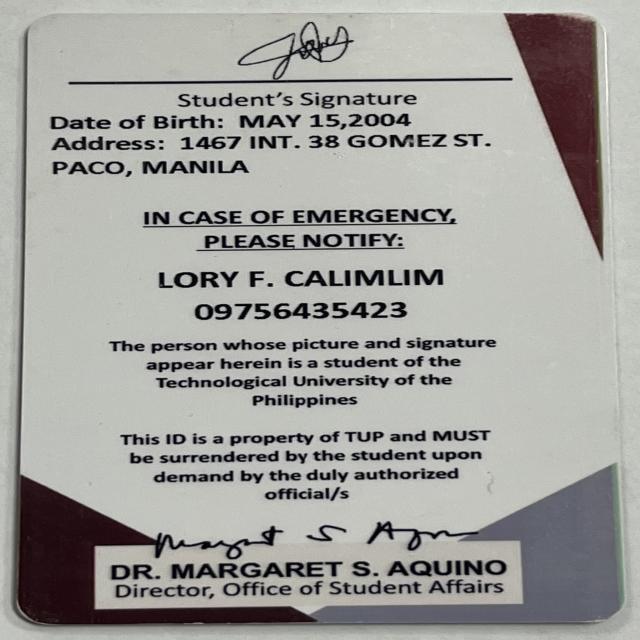 Student's Signature
Date of Birth: MAY 15,2004
Address: 1467 INT. 38 GOMEZ ST.
PACO, MANILA
IN CASE OF EMERGENCY,
PLEASE NOTIFY:
LORY F. CALIMLIM
09756435423
The person whose picture and signature
appear herein is a student of the
Technological University of the
Philippines
This ID is a property of TUP and MUST
be surrendered by the student upon
demand by the duly authorized
official/s
DR. MARGARET S. AQUINO
Director, Office of Student Affairs